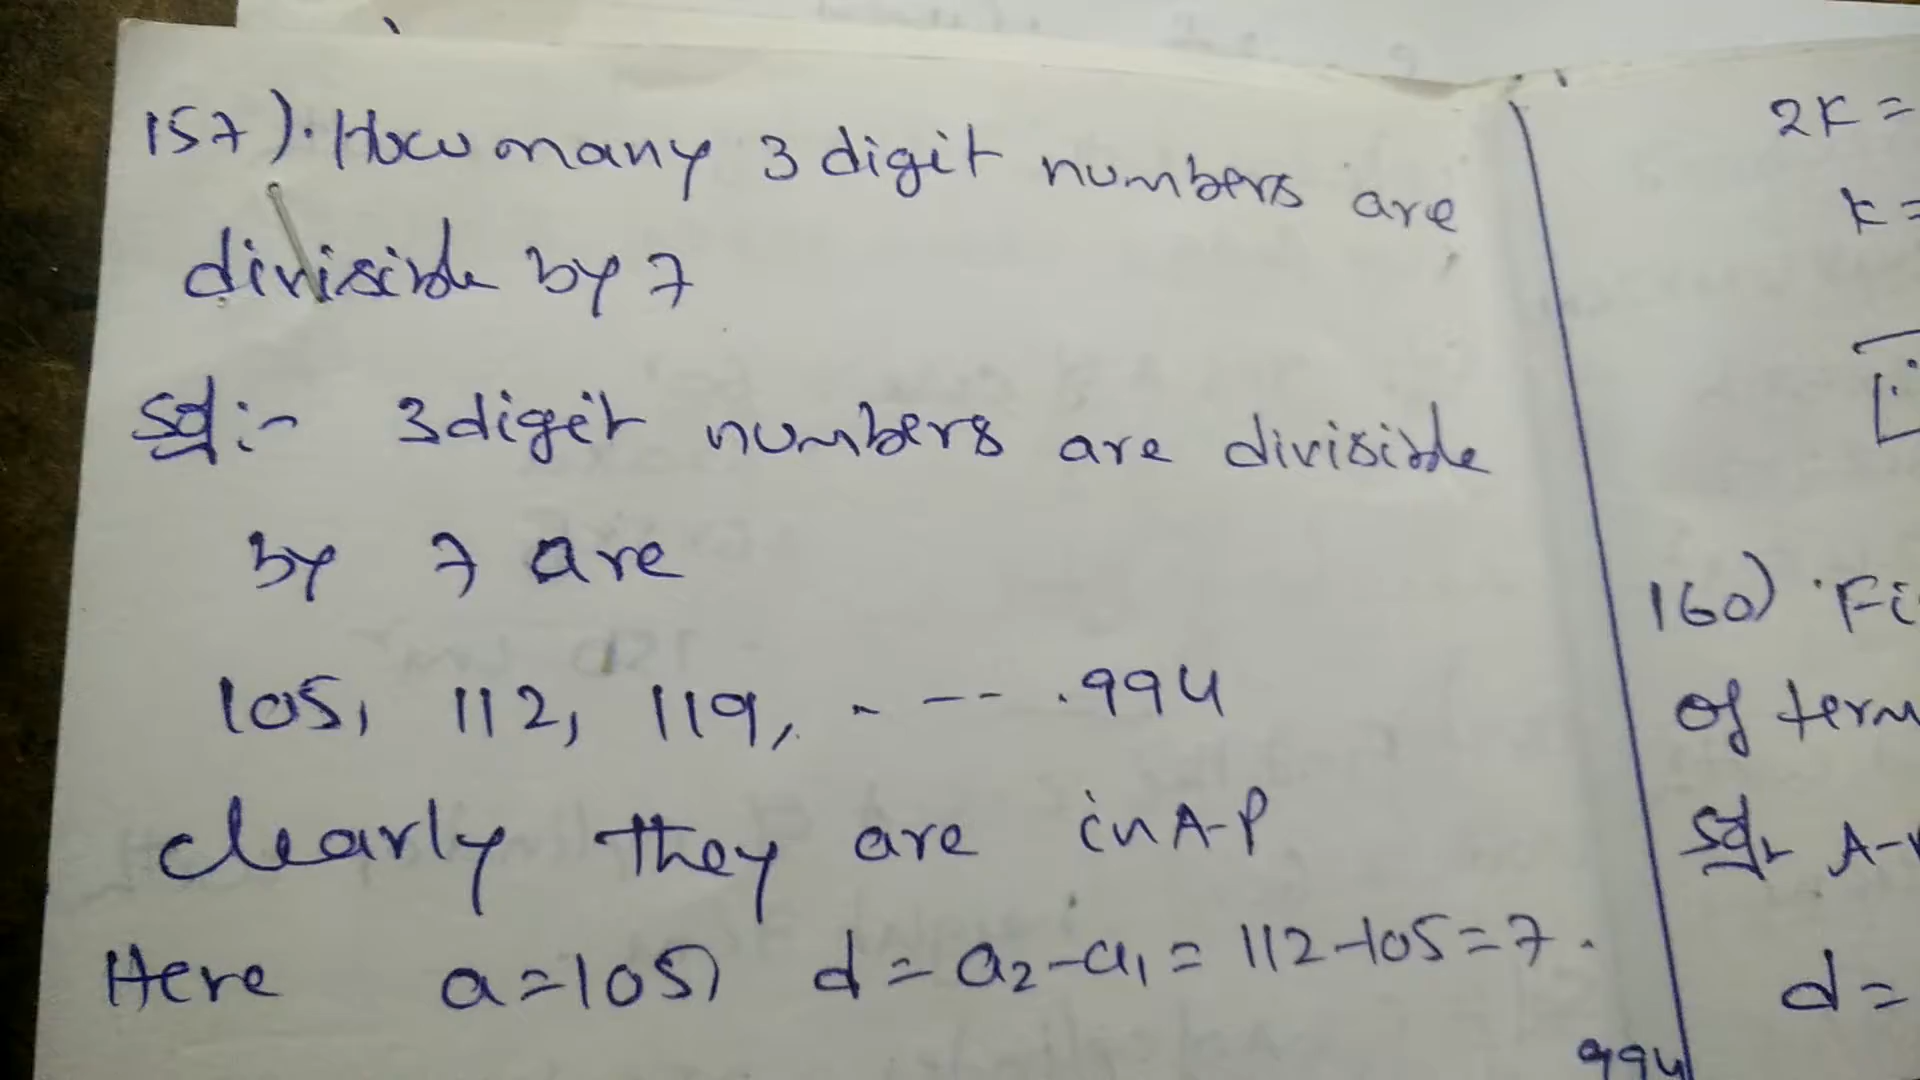 157). How many 3 digit numbers are
divisible by 7
Sol:- 3 digit numbers are divisible
by 7 are
105, 112, 119, - - - - .994
clearly they are in A-P
Here a=105, d = a₂-a₁ = 112-105=7.
994
2K=
K=
160) Fi
of term
Sol, A-
d=